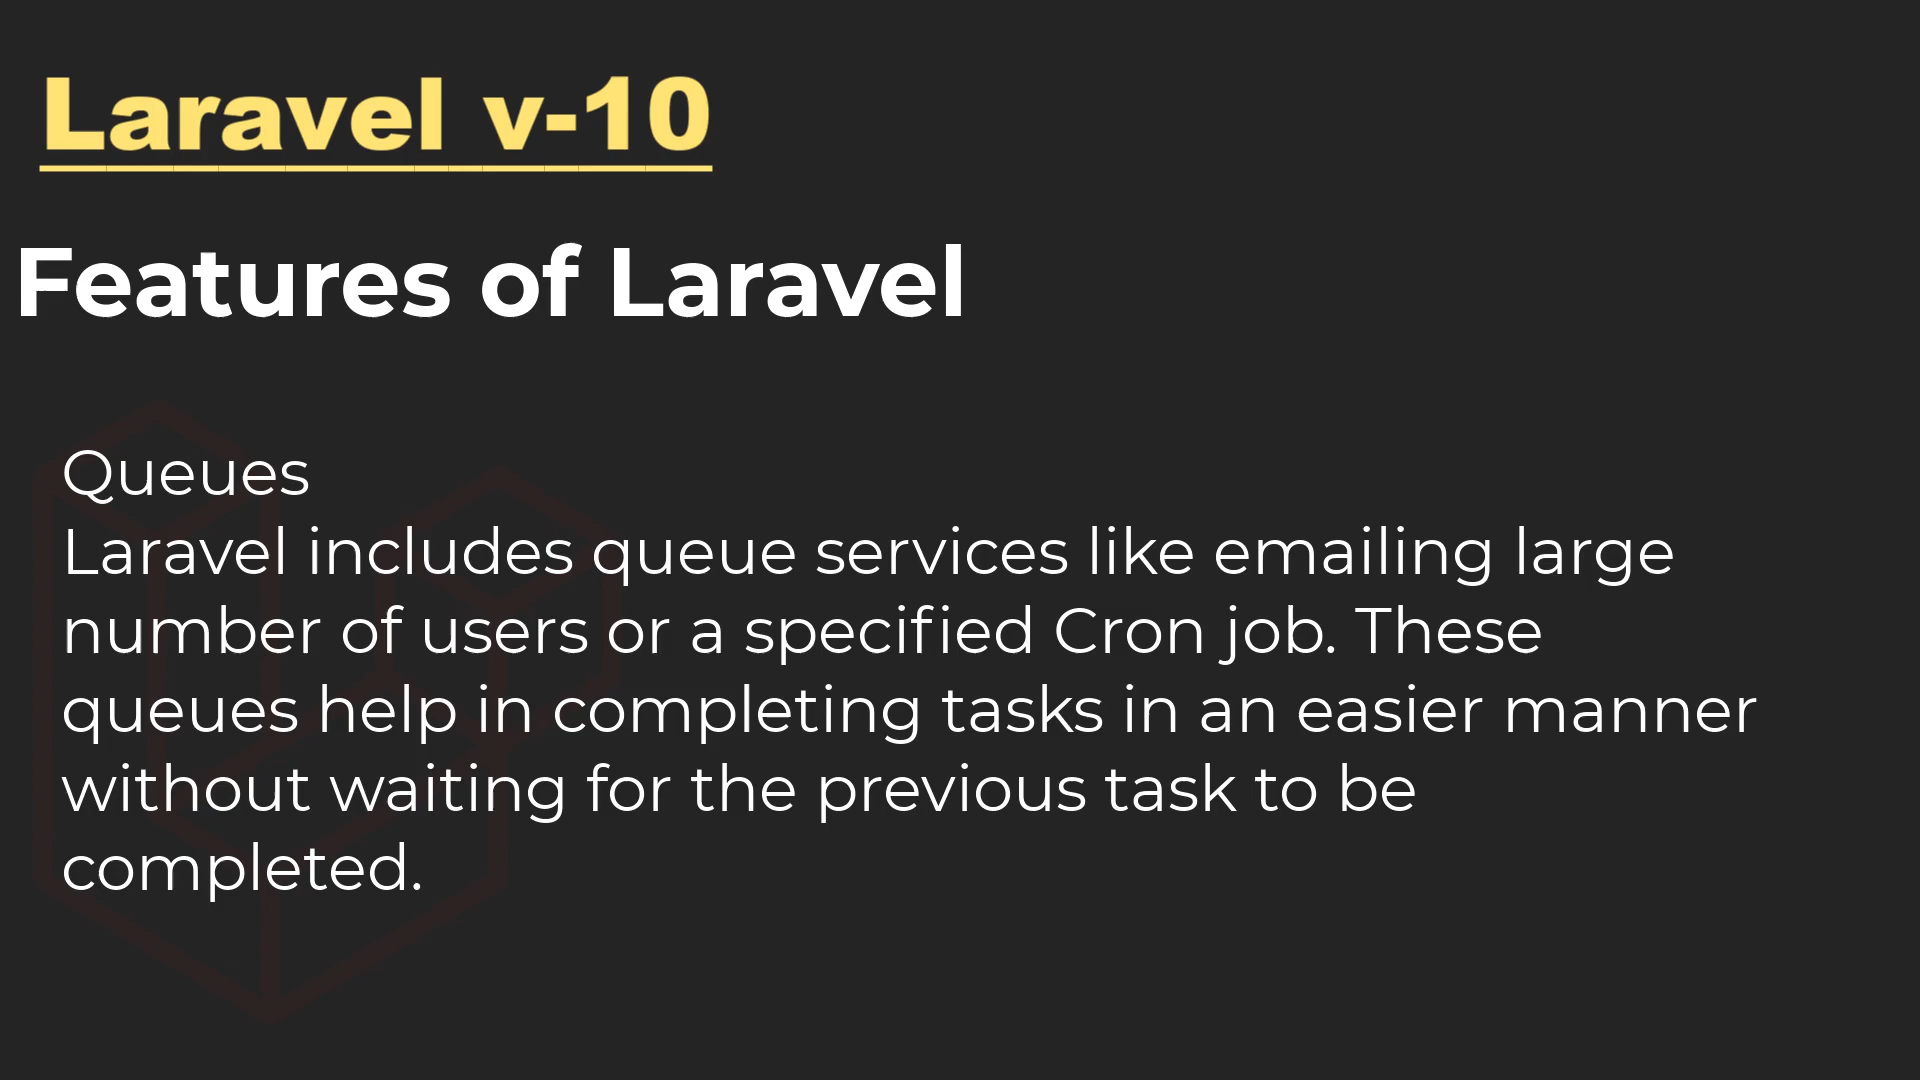 Laravel v-10
Features of Laravel
Queues
Laravel includes queue services like emailing large
number of users or a specified Cron job. These
queues help in completing tasks in an easier manner
without waiting for the previous task to be
completed.